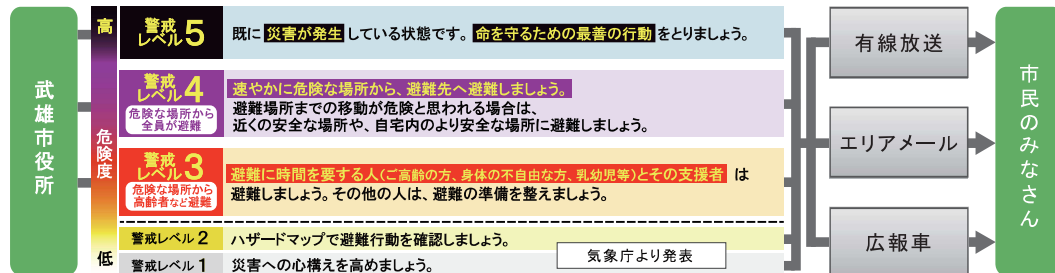 武雄市役所
高
危険度
低
警戒
レベル5
既に 災害が発生 している状態です。 命を守るための最善の行動 をとりましょう。
警戒
レベル4
危険な場所から
全員が避難
速やかに危険な場所から、避難先へ避難しましょう。
避難場所までの移動が危険と思われる場合は、
近くの安全な場所や、自宅内のより安全な場所に避難しましょう。
警戒
レベル3
危険な場所から
高齢者など避難
避難に時間を要する人(ご高齢の方、身体の不自由な方、乳幼児等)とその支援者 は
避難しましょう。その他の人は、避難の準備を整えましょう。
警戒レベル2
ハザードマップで避難行動を確認しましょう。
警戒レベル1
災害への心構えを高めましょう。
気象庁より発表
有線放送
エリアメール
広報車
市民のみなさん